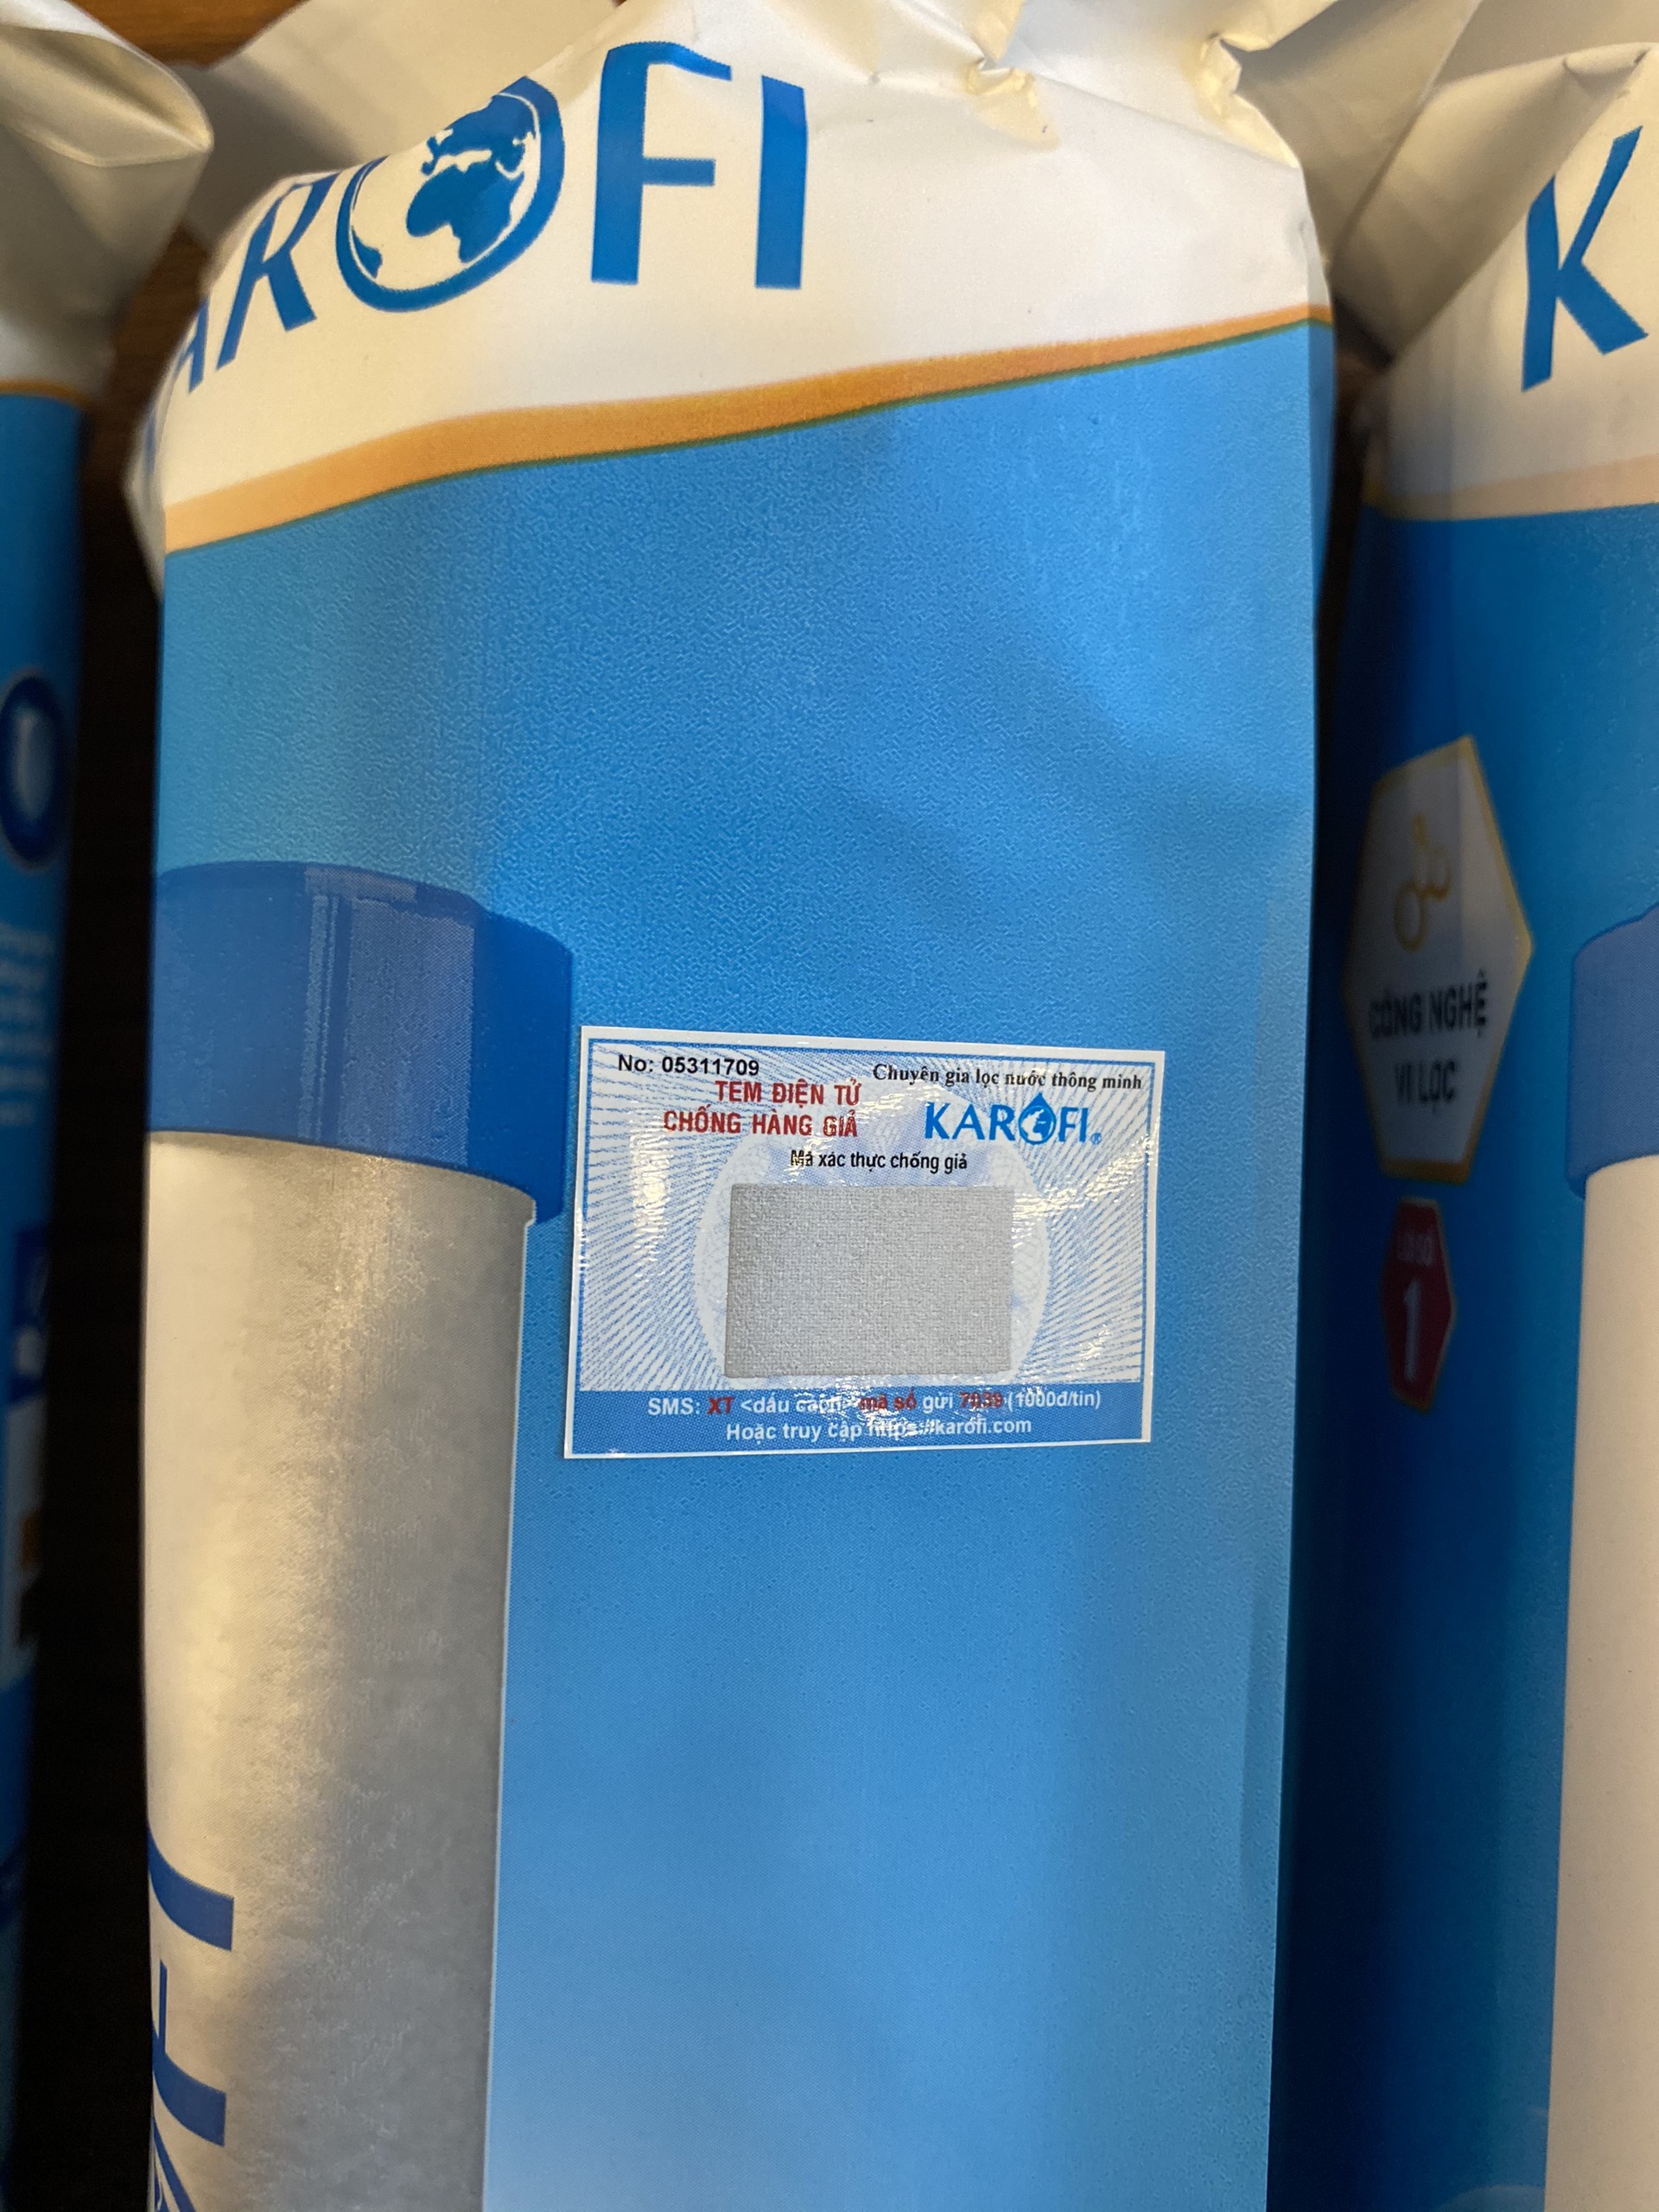 KAROFI
K
CÔNG NGHỆ
VI LỌC
1
No: 05311709
Chuyên gia lọc nước thông minh
TEM ĐIỆN TỬ
CHỐNG HÀNG GIẢ
KAROFI®
Mã xác thực chống giả
SMS: XT <dấu cách> mã số gửi 7039 (1000đ/tin)
Hoặc truy cập https://karofi.com